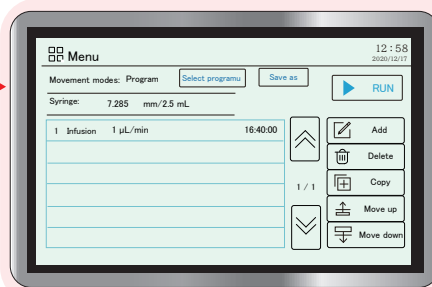 Menu
12:58
2020/12/17
Movement modes: Program
Select programu
Save as
RUN
Syringe: 7.285 mm/2.5 mL
1 Infusion 1 μL/min 16:40:00
1 / 1
Add
Delete
Copy
Move up
Move down